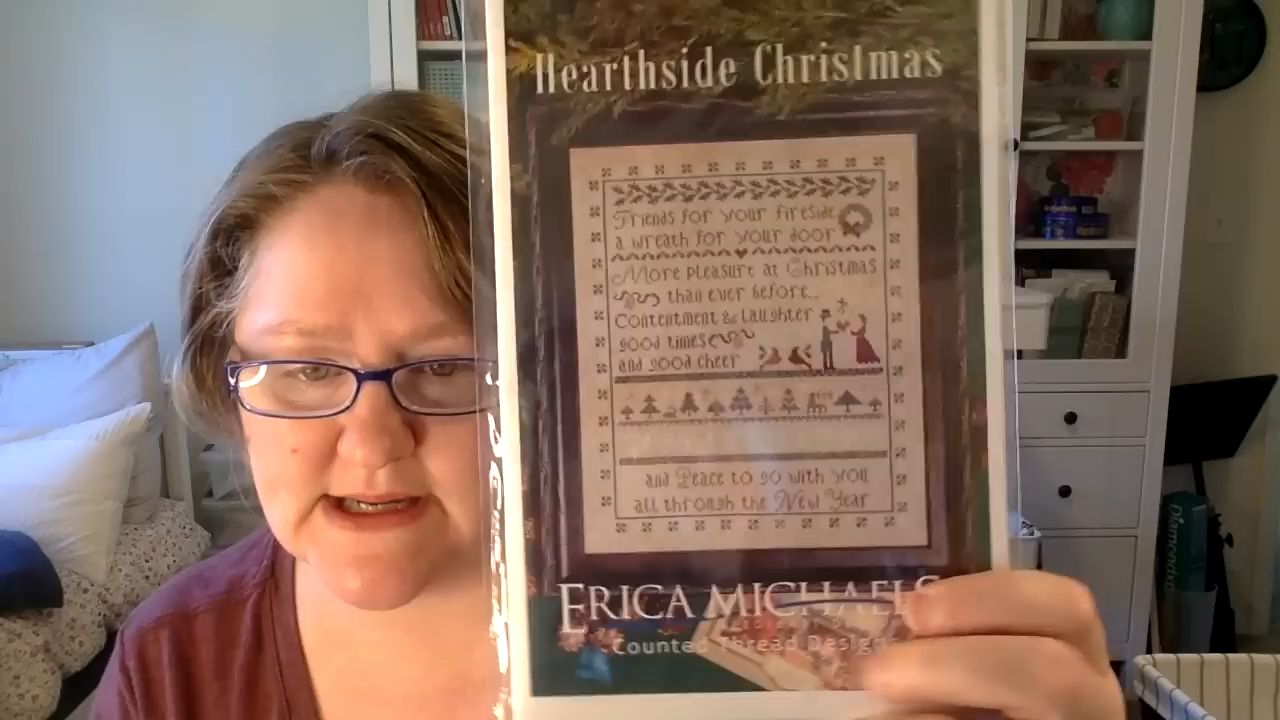 Hearthside Christmas
Friends for your fireside
a wreath for your door
More pleasure at Christmas
than ever before...
Contentment & laughter
good times
and good cheer
and Peace to go with you
all through the New Year
ERICA MICHAELS
Counted Thread Design
Diamond